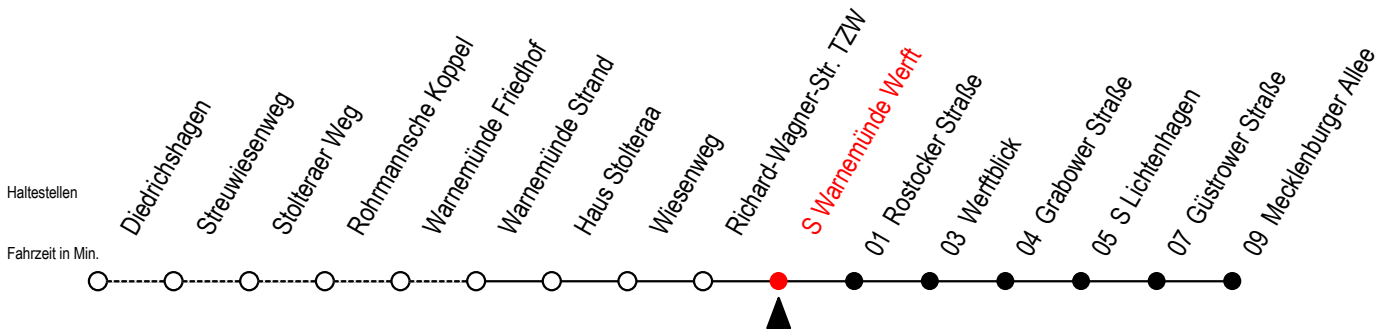 Haltestellen
Fahrzeit in Min.
Diedrichshagen
Streuwiesenweg
Stolteraer Weg
Rohrmannsche Koppel
Warnemünde Friedhof
Warnemünde Strand
Haus Stolteraa
Wiesenweg
Richard-Wagner-Str. TZW
S Warnemünde Werft
01 Rostocker Straße
03 Werftblick
04 Grabower Straße
05 S Lichtenhagen
07 Güstrower Straße
09 Mecklenburger Allee